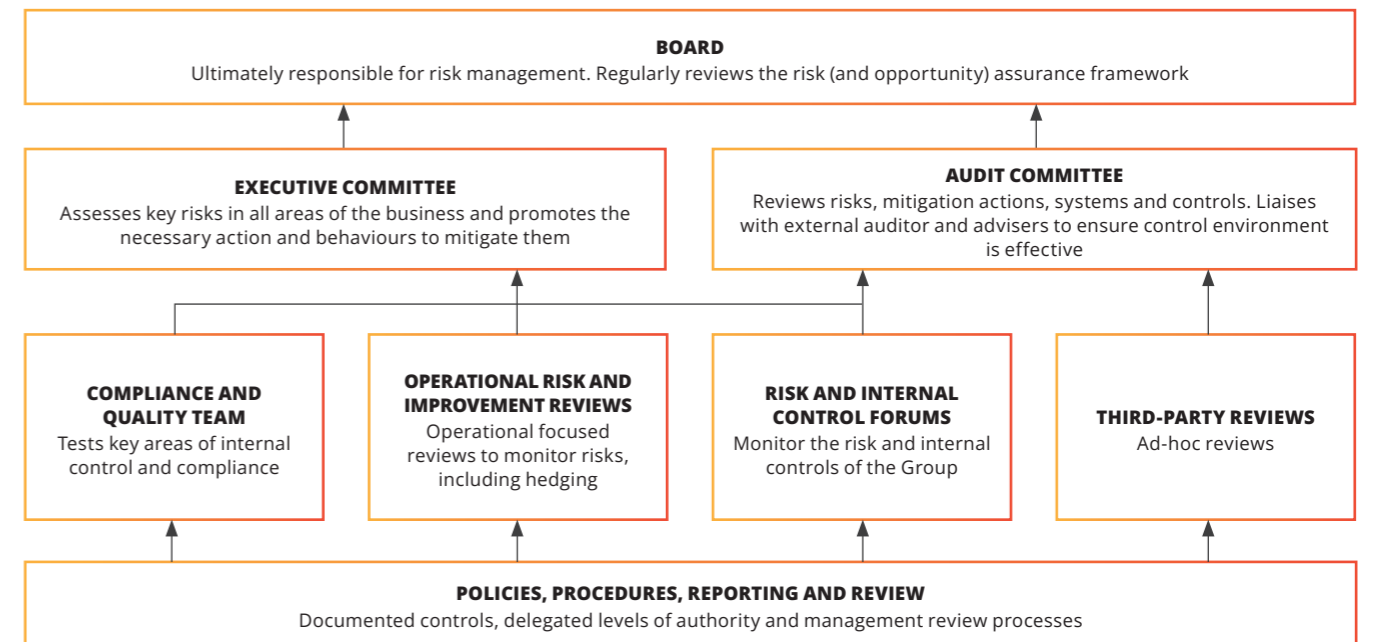 BOARD
Ultimately responsible for risk management. Regularly reviews the risk (and opportunity) assurance framework
EXECUTIVE COMMITTEE
Assesses key risks in all areas of the business and promotes the
necessary action and behaviours to mitigate them
AUDIT COMMITTEE
Reviews risks, mitigation actions, systems and controls. Liaises
with external auditor and advisers to ensure control environment
is effective
COMPLIANCE AND
QUALITY TEAM
Tests key areas of internal
control and compliance
OPERATIONAL RISK AND
IMPROVEMENT REVIEWS
Operational focused
reviews to monitor risks,
including hedging
RISK AND INTERNAL
CONTROL FORUMS
Monitor the risk and internal
controls of the Group
THIRD-PARTY REVIEWS
Ad-hoc reviews
POLICIES, PROCEDURES, REPORTING AND REVIEW
Documented controls, delegated levels of authority and management review processes